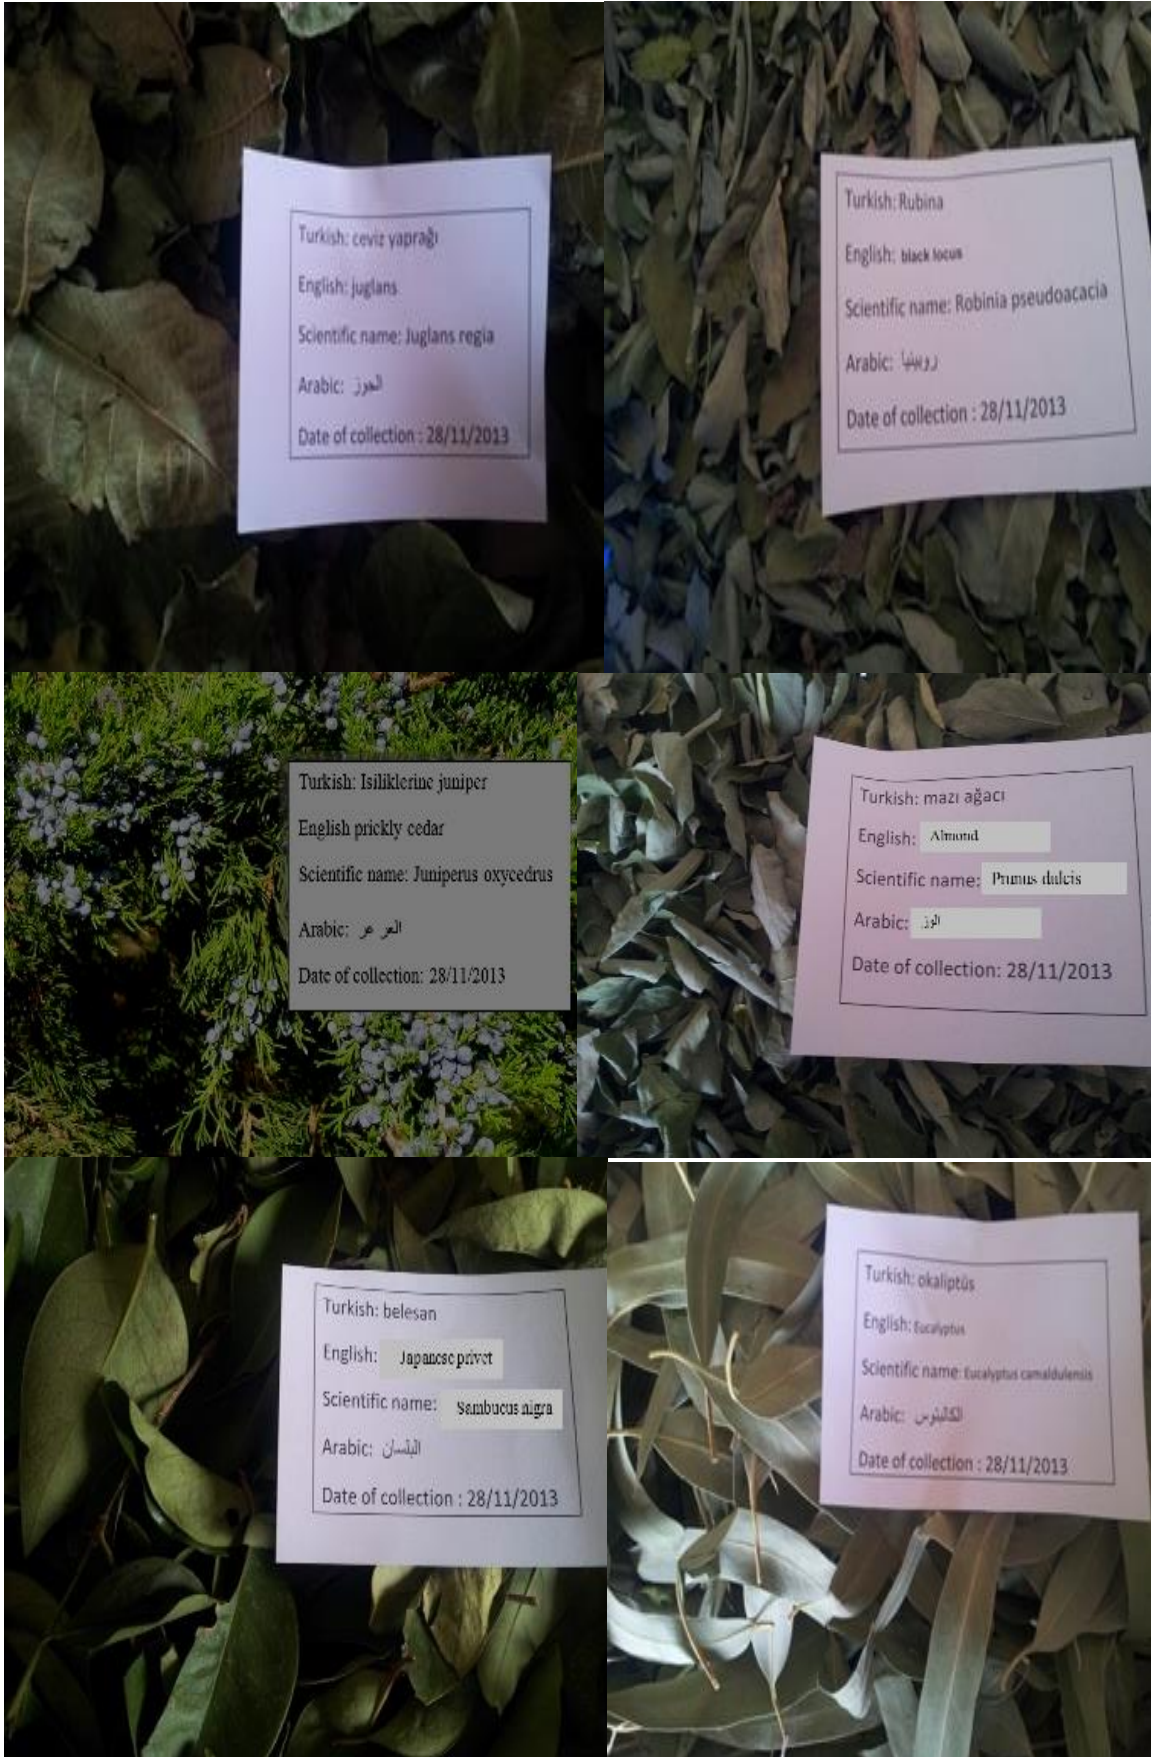 Turkish: ceviz yaprağı
English: juglans
Scientific name: Juglans regia
Arabic: الجوز
Date of collection : 28/11/2013
Turkish: Rubina
English: black locus
Scientific name: Robinia pseudoacacia
Arabic: روبينيا
Date of collection : 28/11/2013
Turkish: Isiliklerine juniper
English prickly cedar
Scientific name: Juniperus oxycedrus
Arabic: العر عر
Date of collection: 28/11/2013
Turkish: mazı ağacı
English: Almond
Scientific name: Prunus dulcis
Arabic: الوز
Date of collection: 28/11/2013
Turkish: belesan
English: Japanese privet
Scientific name: Sambucus nigra
Arabic: البلسان
Date of collection : 28/11/2013
Turkish: okaliptüs
English: Eucalyptus
Scientific name: Eucalyptus camaldulensis
Arabic: الكالبتوس
Date of collection : 28/11/2013